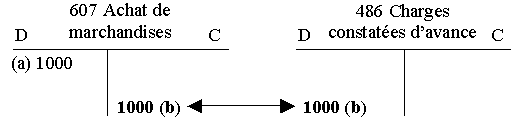 607 Achat de
marchandises
D C
(a) 1000
1000 (b)
486 Charges
constatées d’avance
D C
1000 (b)